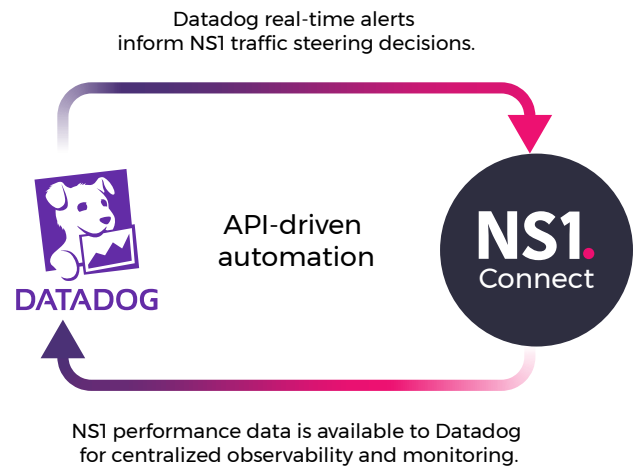 Datadog real-time alerts
inform NS1 traffic steering decisions.
API-driven
automation
NS1.
Connect
DATADOG
NS1 performance data is available to Datadog
for centralized observability and monitoring.